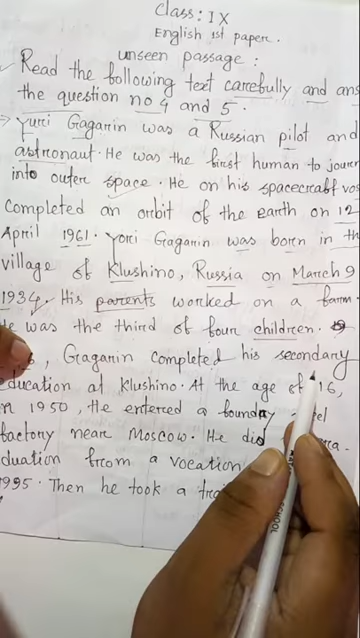 Class: IX
English 1st paper.
unseen passage:
Read the following text carefully and ans
the question no 4 and 5.
Yuri Gagarin was a Russian pilot and
astronaut. He was the first human to jour
into outer space. He on his spacecraft vos
completed an orbit of the earth on 12
April 1961. Yuri Gagarin was born in th
village of Klushino, Russia on March 9
1934. His parents worked on a farm
He was the third of four children.
, Gagarin completed his secondary
education at Klushino. At the age of 16,
in 1950, He enterred a foundry
factory near Moscow. He did
duation from a vocation
1995. Then he took a
SCHOOL